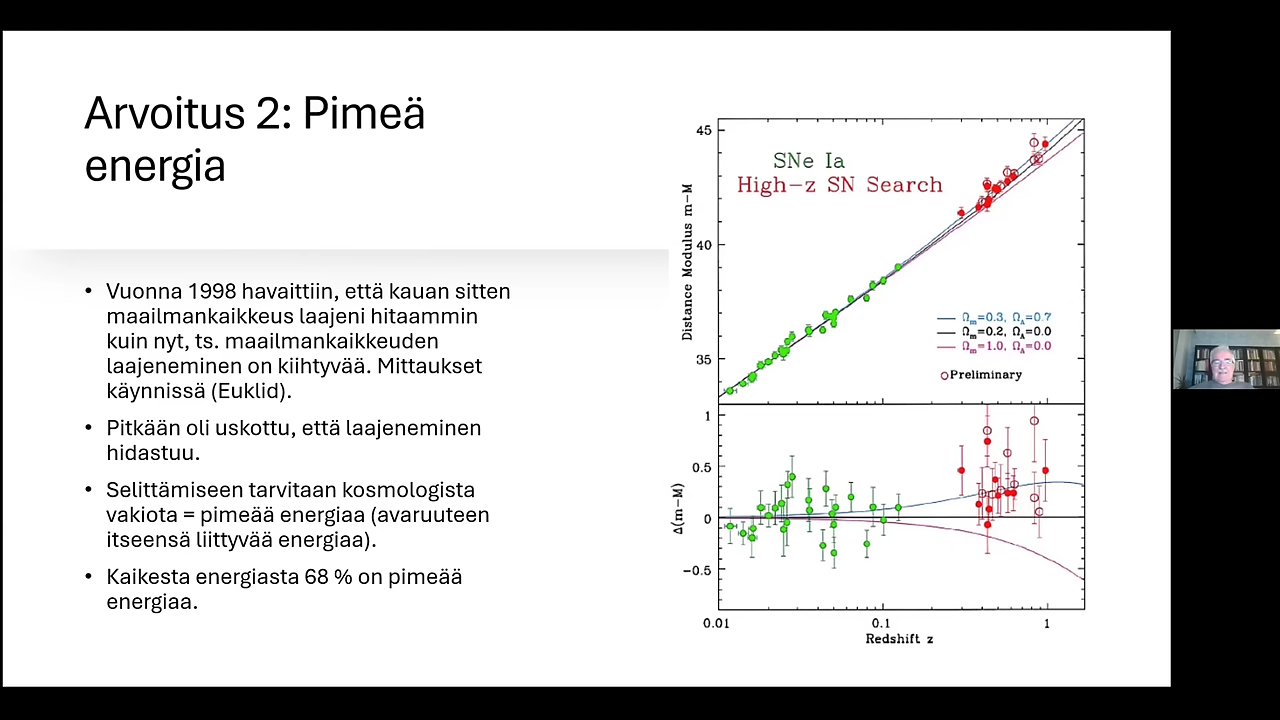 Arvoitus 2: Pimeä
energia
• Vuonna 1998 havaittiin, että kauan sitten
maailmankaikkeus laajeni hitaammin
kuin nyt, ts. maailmankaikkeuden
laajeneminen on kiihtyvää. Mittaukset
käynnissä (Euklid).
• Pitkään oli uskottu, että laajeneminen
hidastuu.
• Selittämiseen tarvitaan kosmologista
vakiota = pimeää energiaa (avaruuteen
itseensä liittyvää energiaa).
• Kaikesta energiasta 68 % on pimeää
energiaa.
SNe Ia
High-z SN Search
Distance Modulus m-M
45
40
35
Ωm=0.3, ΩΛ=0.7
Ωm=0.2, ΩΛ=0.0
Ωm=1.0, ΩΛ=0.0
Preliminary
Δ(m-M)
1
0.5
0
-0.5
0.01 0.1 1
Redshift z